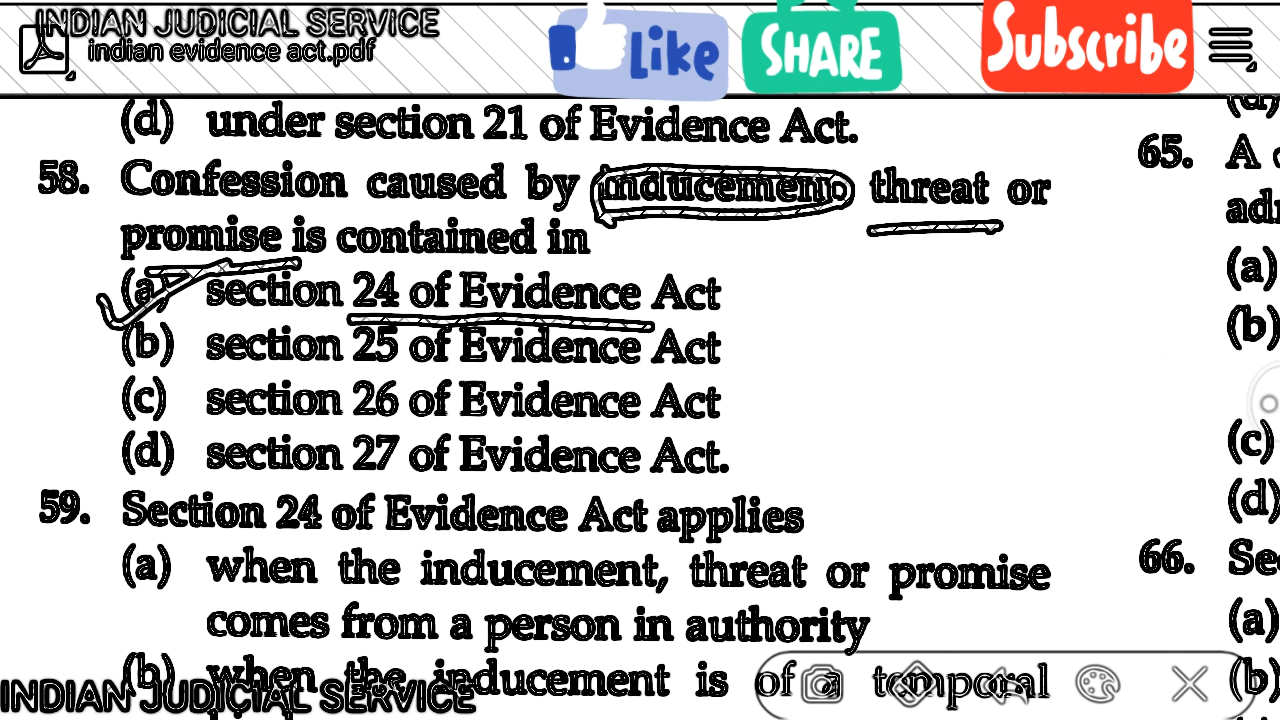 INDIAN JUDICIAL SERVICE
indian evidence act.pdf
Like
SHARE
Subscribe
(d) under section 21 of Evidence Act.
58. Confession caused by inducement threat or
promise is contained in
(a) section 24 of Evidence Act
(b) section 25 of Evidence Act
(c) section 26 of Evidence Act
(d) section 27 of Evidence Act.
59. Section 24 of Evidence Act applies
(a) when the inducement, threat or promise
comes from a person in authority
(b) when the inducement is of a temporal
65. A
(a)
(b)
(c)
(d)
66.
(a)
(b)
INDIAN JUDICIAL SERVICE